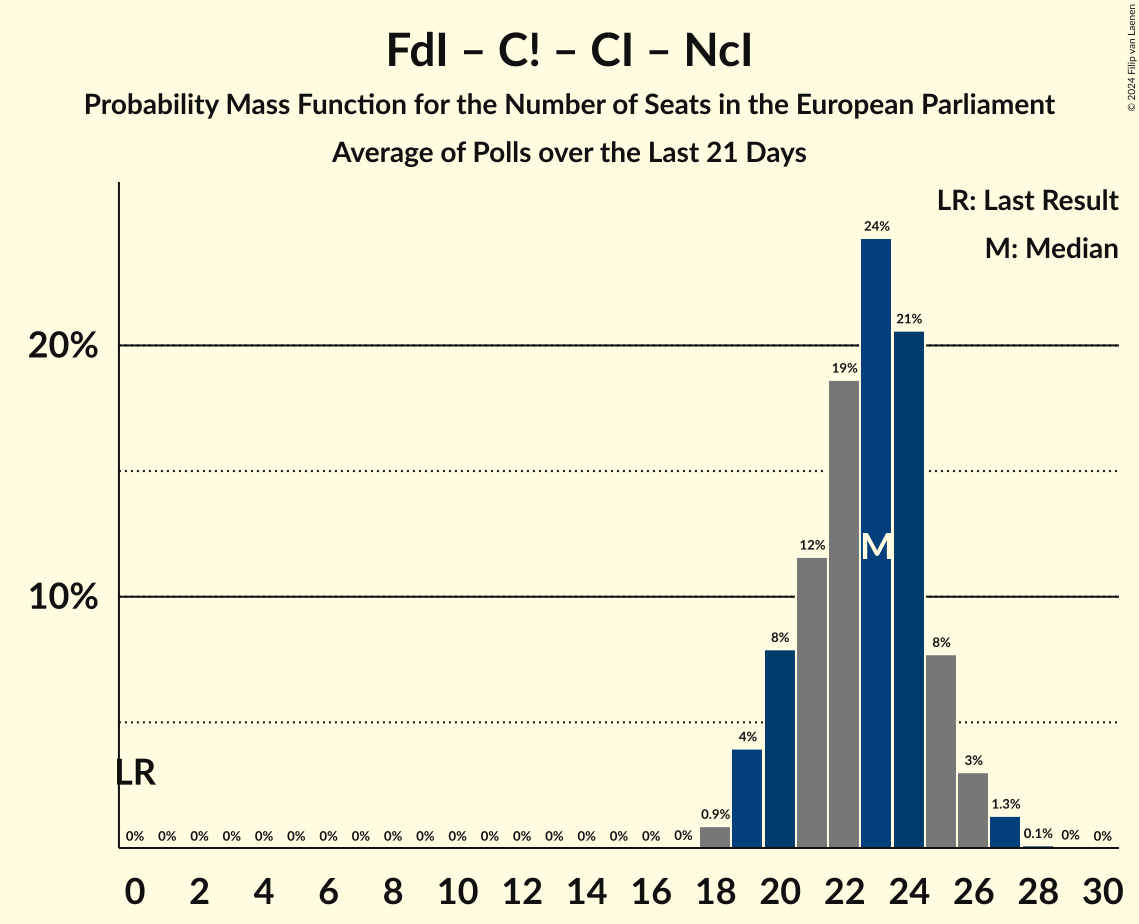 FdI – C! – CI – NcI
Probability Mass Function for the Number of Seats in the European Parliament
Average of Polls over the Last 21 Days
© 2024 Filip van Laenen
LR: Last Result
M: Median
24%
21%
20%
19%
12%
M
10%
8%
8%
4%
LR
3%
1.3%
0.9%
0% 0% 0% 0% 0% 0% 0% 0% 0% 0% 0% 0% 0% 0% 0% 0% 0% 0% 0.1% 0% 0%
0 2 4 6 8 10 12 14 16 18 20 22 24 26 28 30